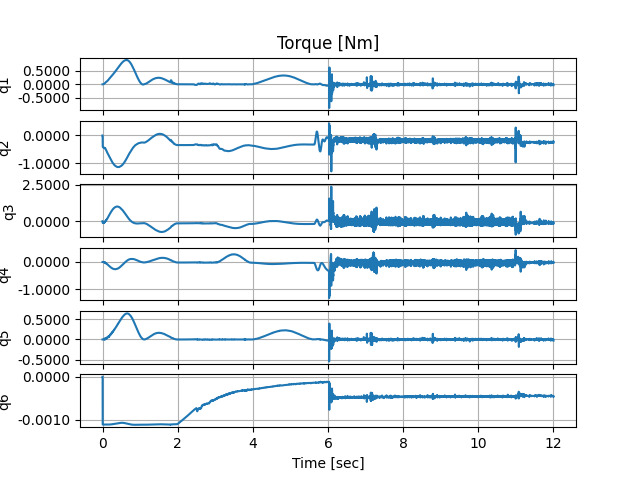 Torque [Nm]
0.5000
0.0000
-0.5000
q1
0.0000
-1.0000
q2
2.5000
0.0000
q3
0.0000
-1.0000
q4
0.5000
0.0000
-0.5000
q5
0.0000
-0.0010
q6
0 2 4 6 8 10 12
Time [sec]